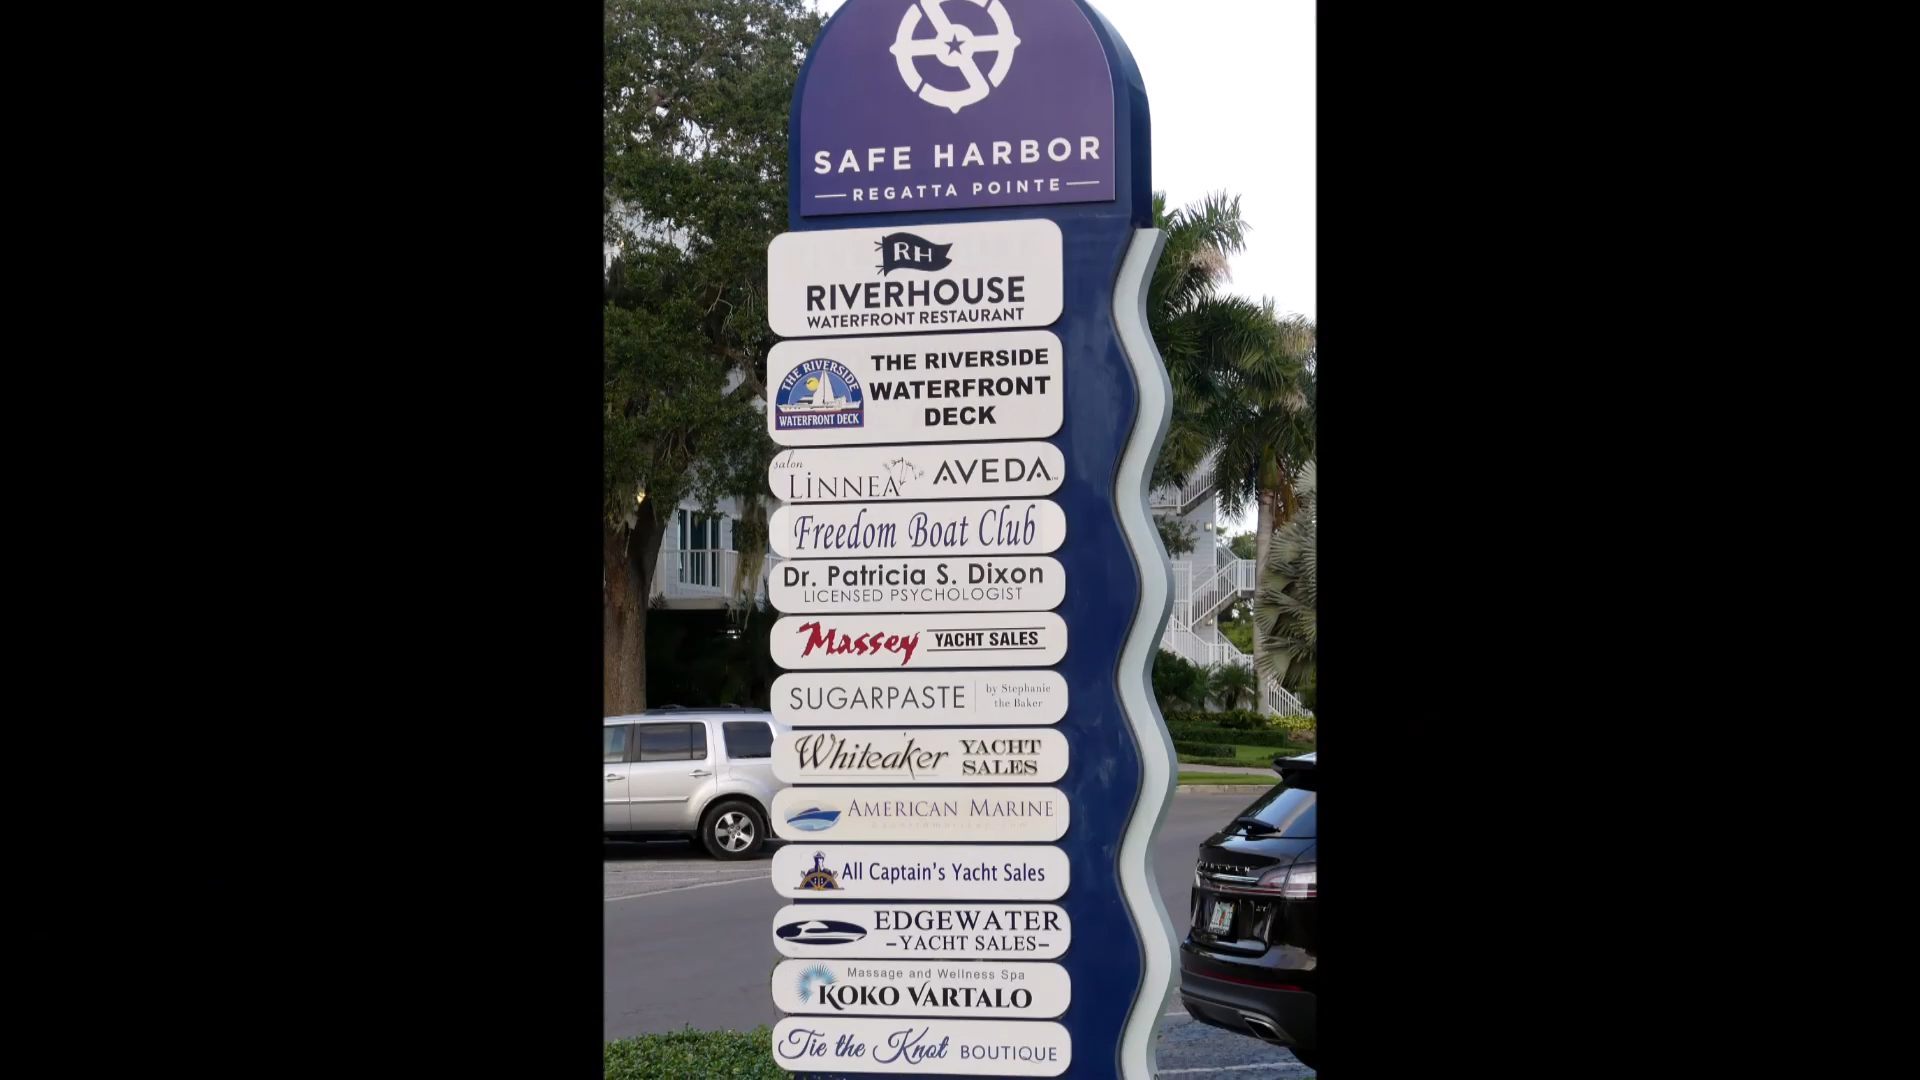 SAFE HARBOR
REGATTA POINTE
RH
RIVERHOUSE
WATERFRONT RESTAURANT
THE RIVERSIDE
WATERFRONT DECK
THE RIVERSIDE
WATERFRONT
DECK
salon
LiNNEA
AVEDA
Freedom Boat Club
Dr. Patricia S. Dixon
LICENSED PSYCHOLOGIST
Massey YACHT SALES
SUGARPASTE
by Stephanie
the Baker
Whiteaker
YACHT
SALES
AMERICAN MARINE
All Captain's Yacht Sales
EDGEWATER
-YACHT SALES-
Massage and Wellness Spa
KOKO VARTALO
Tie the Knot BOUTIQUE
LINCOLN